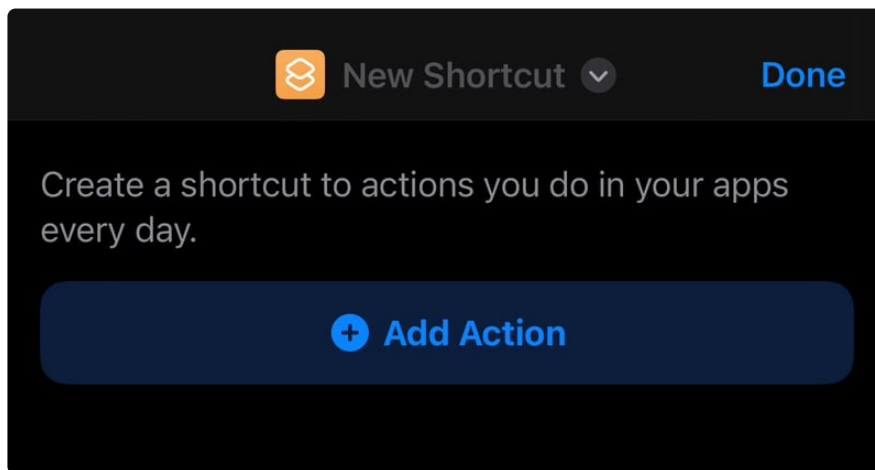 New Shortcut
Done
Create a shortcut to actions you do in your apps
every day.
Add Action